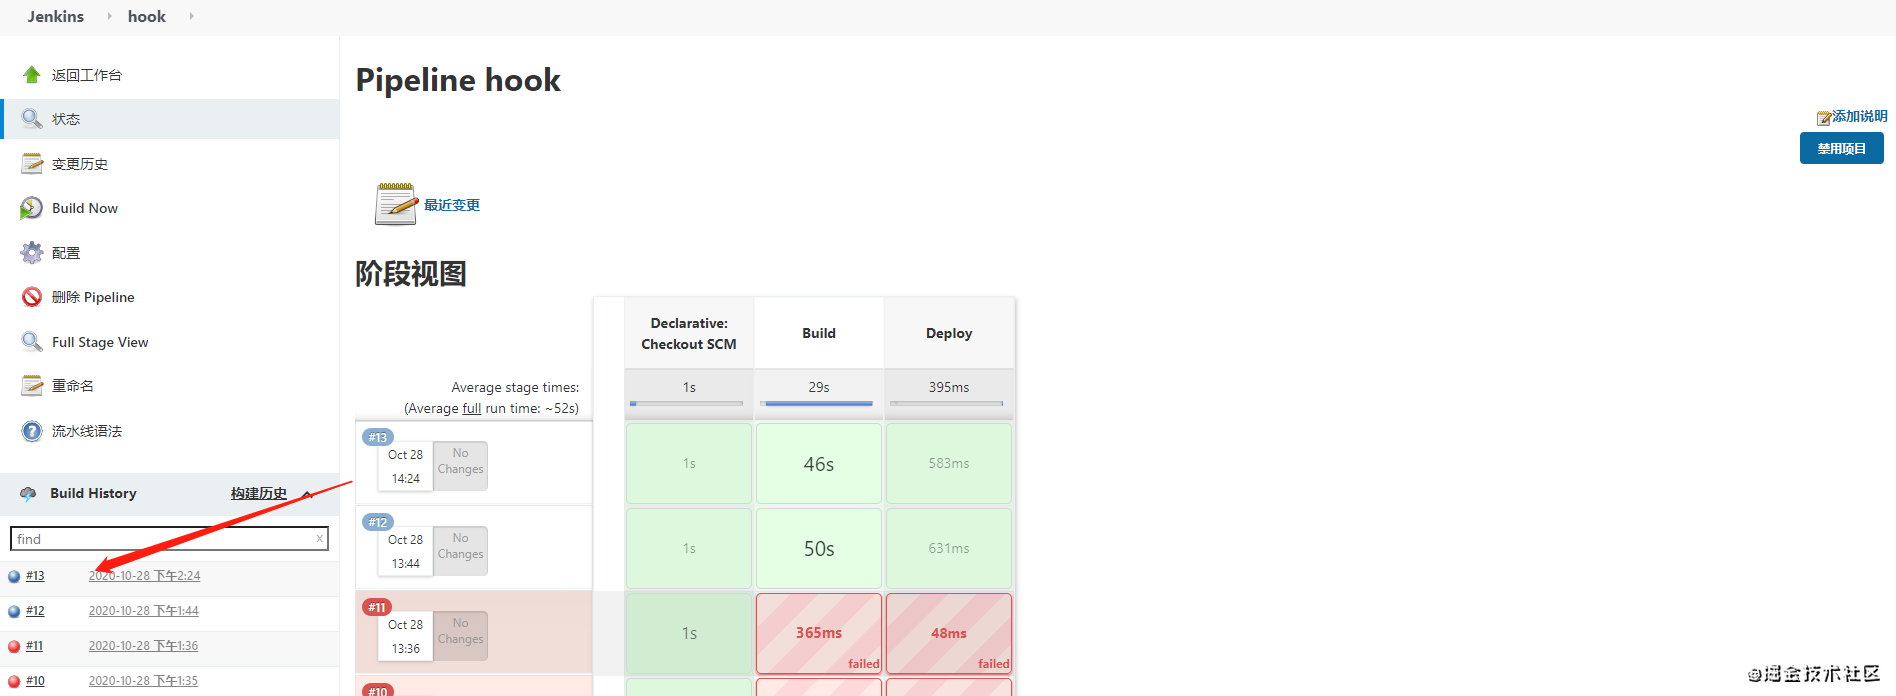 Jenkins
hook
返回工作台
状态
变更历史
Build Now
配置
删除 Pipeline
Full Stage View
重命名
流水线语法
Build History
构建历史
find
x
#13
2020-10-28 下午2:24
#12
2020-10-28 下午1:44
#11
2020-10-28 下午1:36
#10
2020-10-28 下午1:35
Pipeline hook
添加说明
禁用项目
最近变更
阶段视图
Declarative:
Checkout SCM
Build
Deploy
Average stage times:
(Average full run time: ~52s)
1s
29s
395ms
#13
Oct 28
14:24
No
Changes
1s
46s
583ms
#12
Oct 28
13:44
No
Changes
1s
50s
631ms
#11
Oct 28
13:36
No
Changes
1s
365ms
failed
48ms
failed
#10
@掘金技术社区